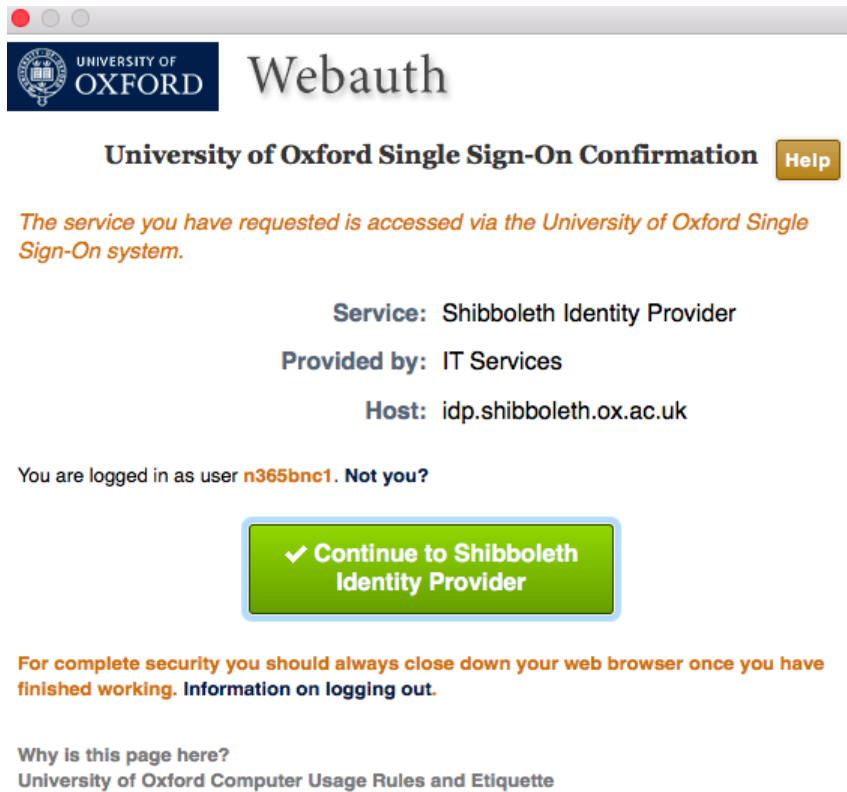 UNIVERSITY OF
OXFORD
Webauth
University of Oxford Single Sign-On Confirmation
Help
The service you have requested is accessed via the University of Oxford Single
Sign-On system.
Service: Shibboleth Identity Provider
Provided by: IT Services
Host: idp.shibboleth.ox.ac.uk
You are logged in as user n365bnc1. Not you?
✓ Continue to Shibboleth
Identity Provider
For complete security you should always close down your web browser once you have
finished working. Information on logging out.
Why is this page here?
University of Oxford Computer Usage Rules and Etiquette